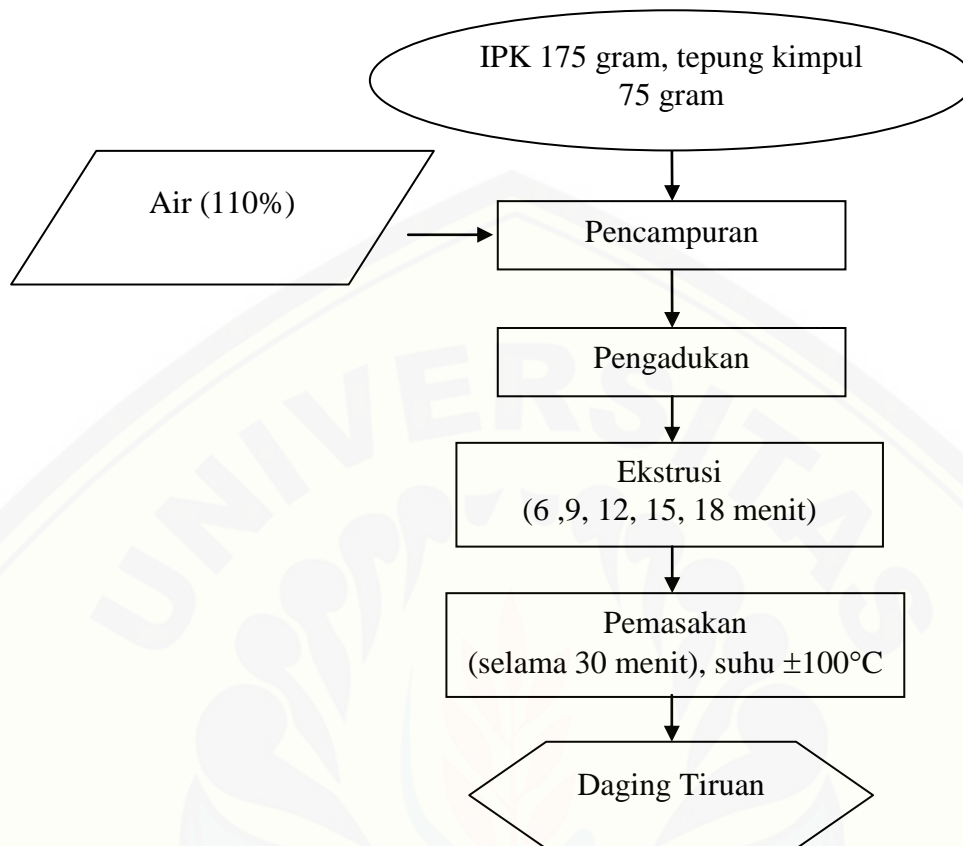 IPK 175 gram, tepung kimpul
75 gram
Air (110%)
Pencampuran
Pengadukan
Ekstrusi
(6 ,9, 12, 15, 18 menit)
Pemasakan
(selama 30 menit), suhu ±100°C
Daging Tiruan
UNIVERSITAS